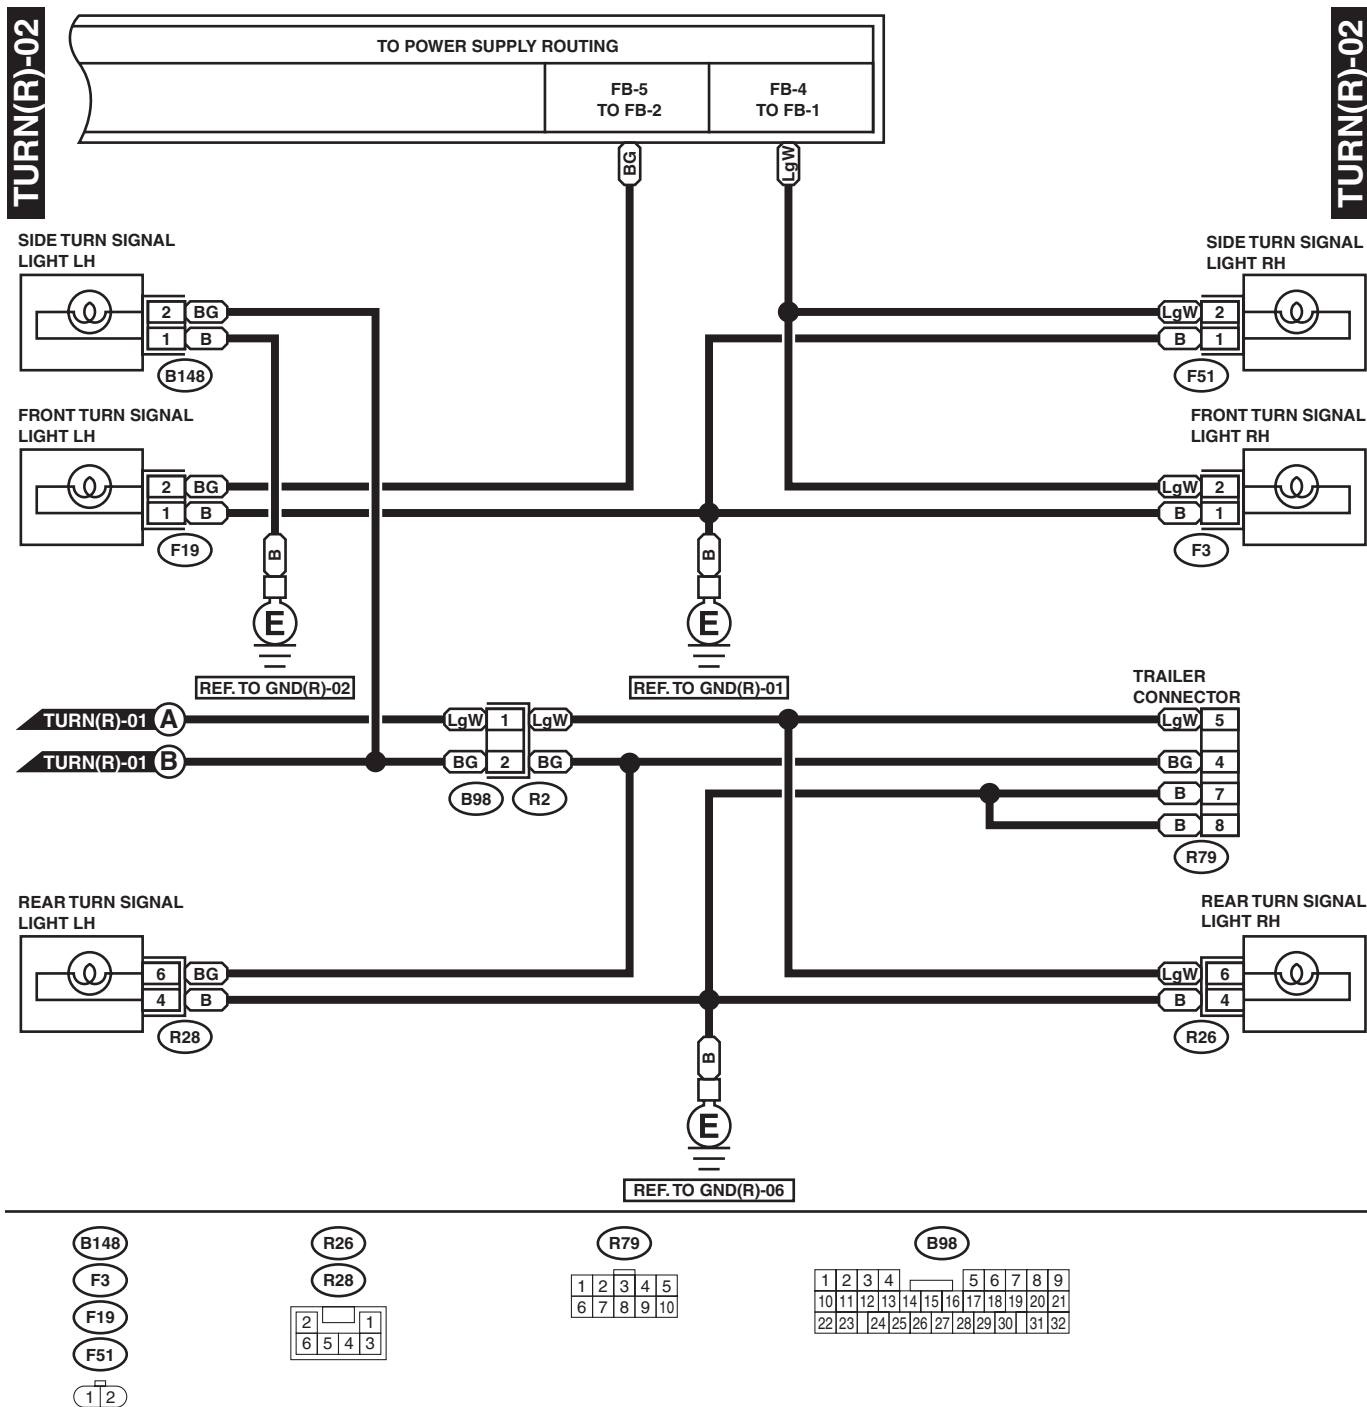 TURN(R)-02
TURN(R)-02
TO POWER SUPPLY ROUTING
FB-5
TO FB-2
FB-4
TO FB-1
BG
LgW
SIDE TURN SIGNAL
LIGHT LH
2 BG
1 B
B148
SIDE TURN SIGNAL
LIGHT RH
LgW 2
B 1
F51
FRONT TURN SIGNAL
LIGHT LH
2 BG
1 B
F19
FRONT TURN SIGNAL
LIGHT RH
LgW 2
B 1
F3
B
E
REF. TO GND(R)-02
B
E
REF. TO GND(R)-01
TURN(R)-01 A
TURN(R)-01 B
LgW 1 LgW
BG 2 BG
B98 R2
TRAILER
CONNECTOR
LgW 5
BG 4
B 7
B 8
R79
REAR TURN SIGNAL
LIGHT LH
6 BG
4 B
R28
REAR TURN SIGNAL
LIGHT RH
LgW 6
B 4
R26
B
E
REF. TO GND(R)-06
B148
F3
F19
F51
1 2
R26
R28
2 1
6 5 4 3
R79
1 2 3 4 5
6 7 8 9 10
B98
1 2 3 4 5 6 7 8 9
10 11 12 13 14 15 16 17 18 19 20 21
22 23 24 25 26 27 28 29 30 31 32